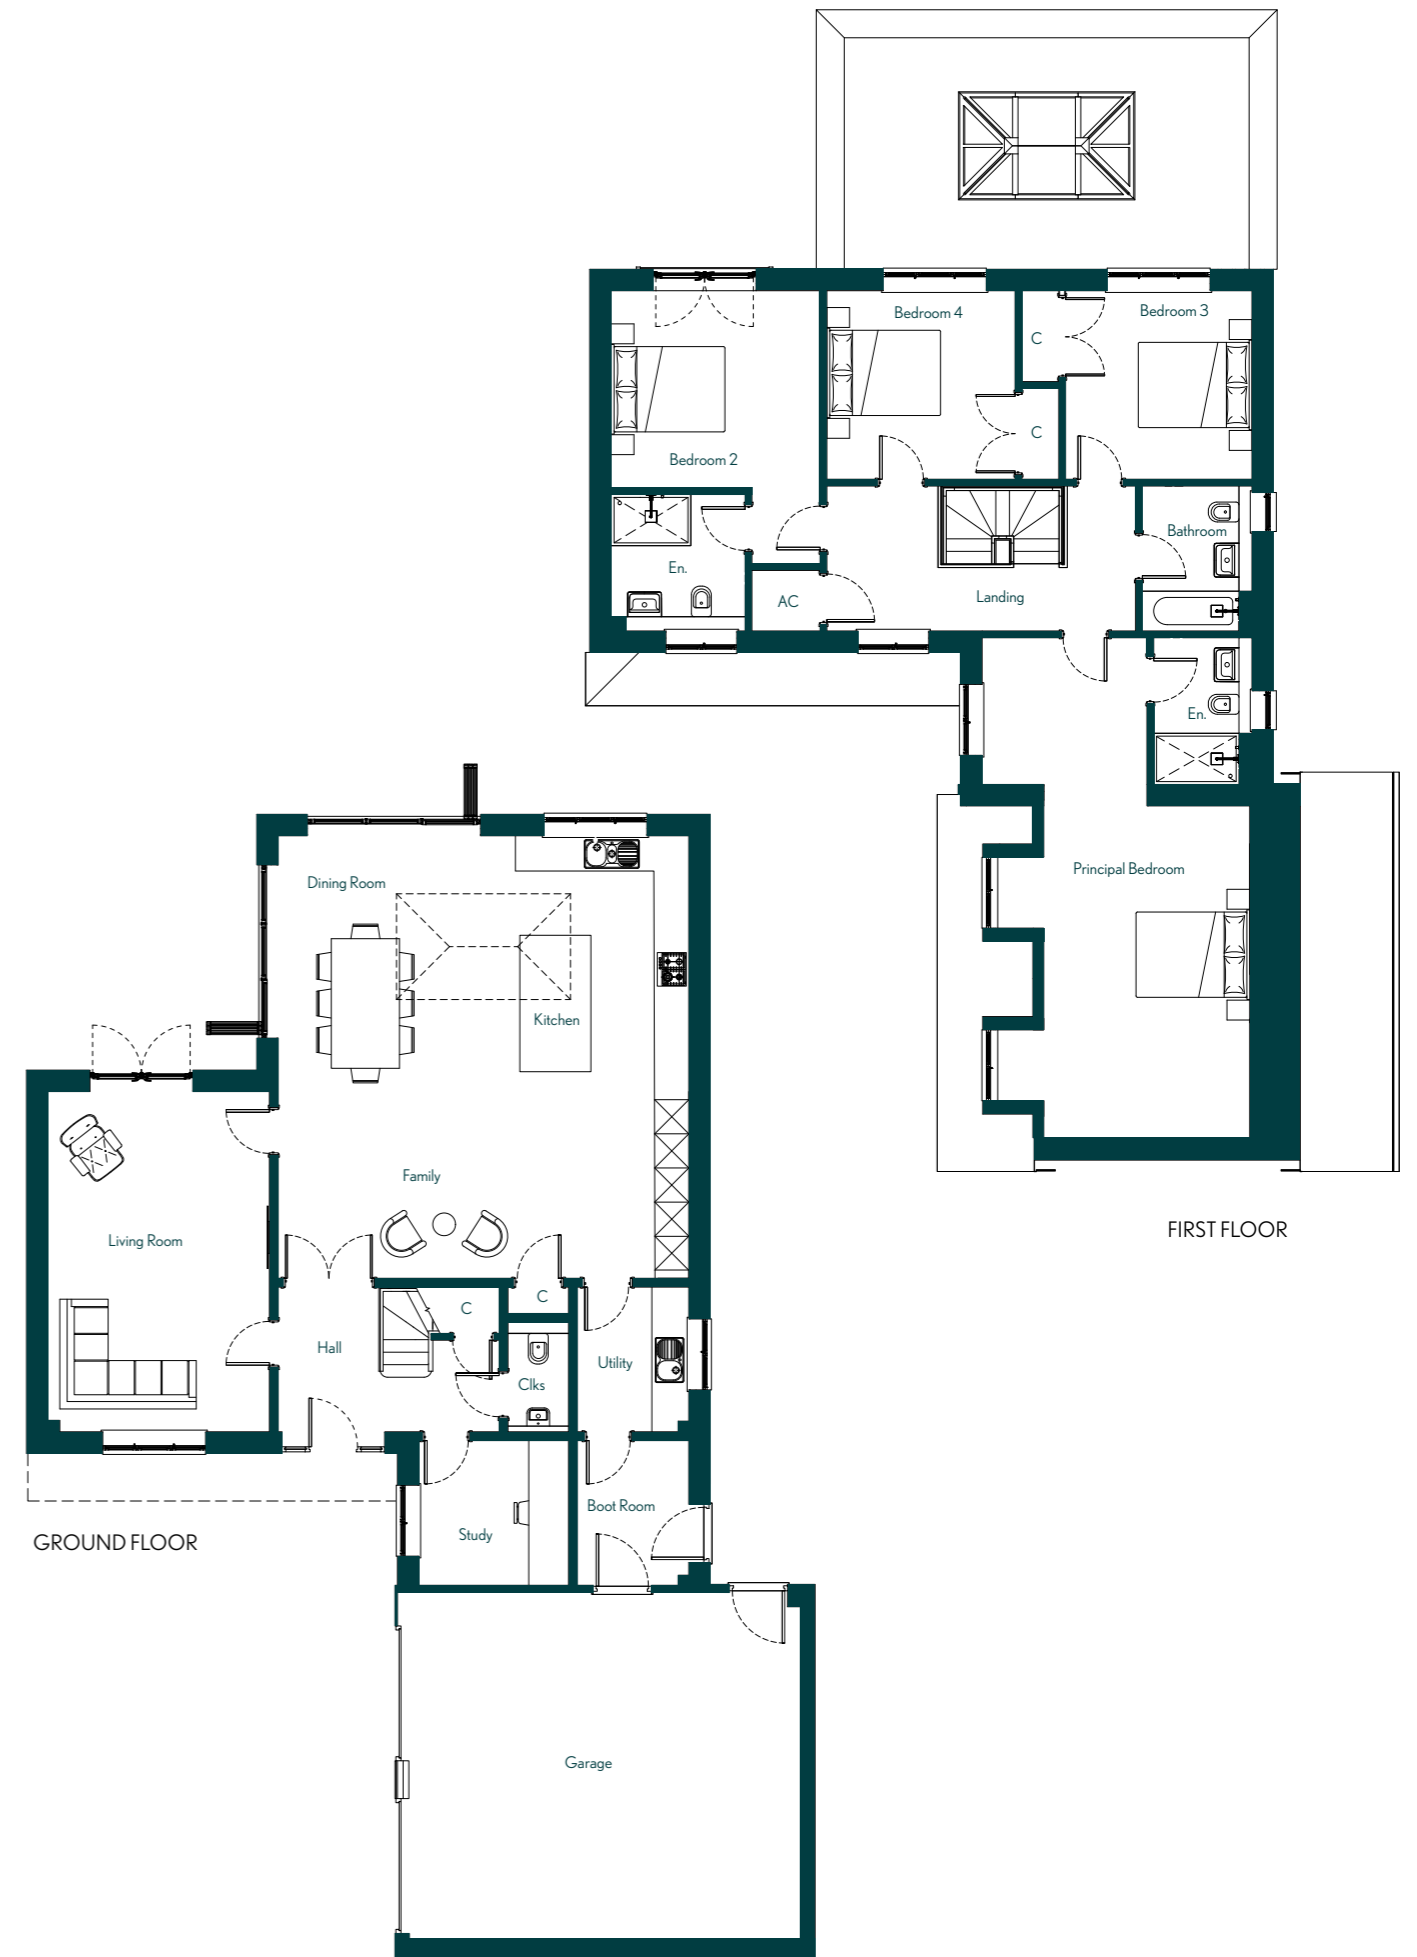 Bedroom 4
Bedroom 3
C
C
Bedroom 2
Bathroom
En.
AC
Landing
En.
Principal Bedroom
FIRST FLOOR
Dining Room
Kitchen
Family
Living Room
C
C
Hall
Utility
Clks
Boot Room
Study
GROUND FLOOR
Garage